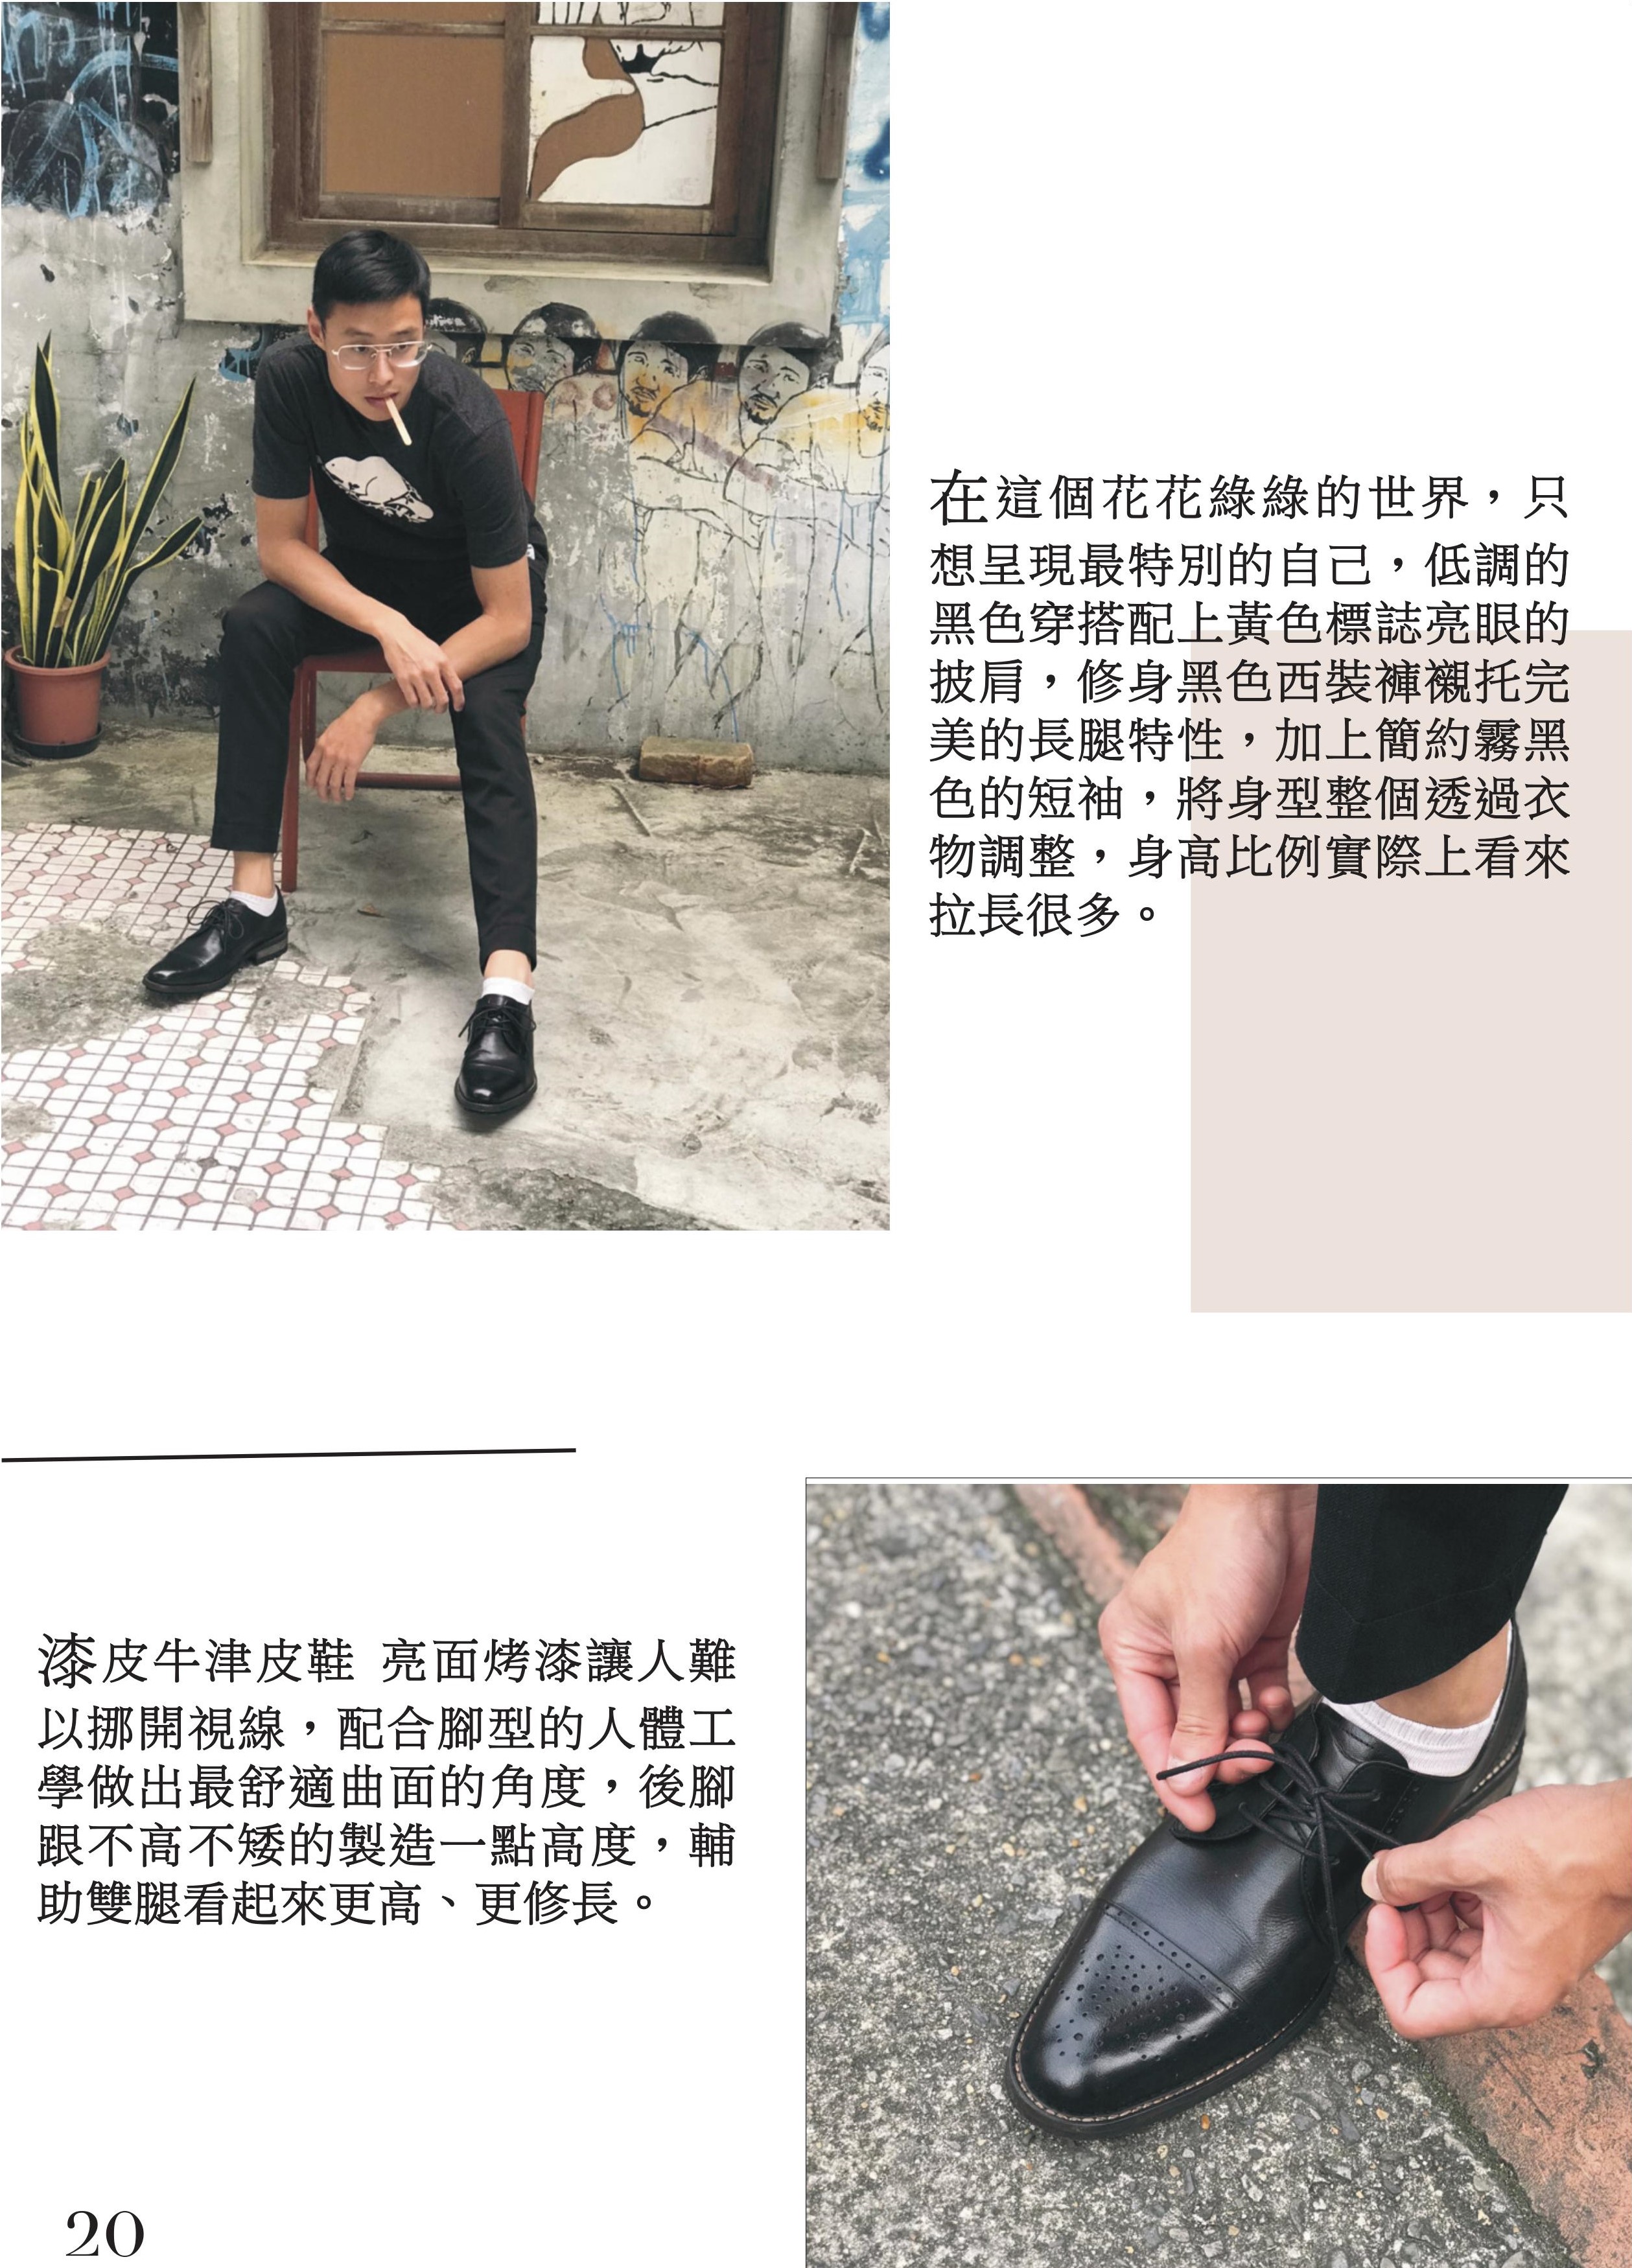 在這個花花綠綠的世界，只
想呈現最特別的自己，低調的
黑色穿搭配上黃色標誌亮眼的
披肩，修身黑色西裝褲襯托完
美的長腿特性，加上簡約霧黑
色的短袖，將身型整個透過衣
物調整，身高比例實際上看來
拉長很多。
漆皮牛津皮鞋 亮面烤漆讓人難
以挪開視線，配合腳型的人體工
學做出最舒適曲面的角度，後腳
跟不高不矮的製造一點高度，輔
助雙腿看起來更高、更修長。
20